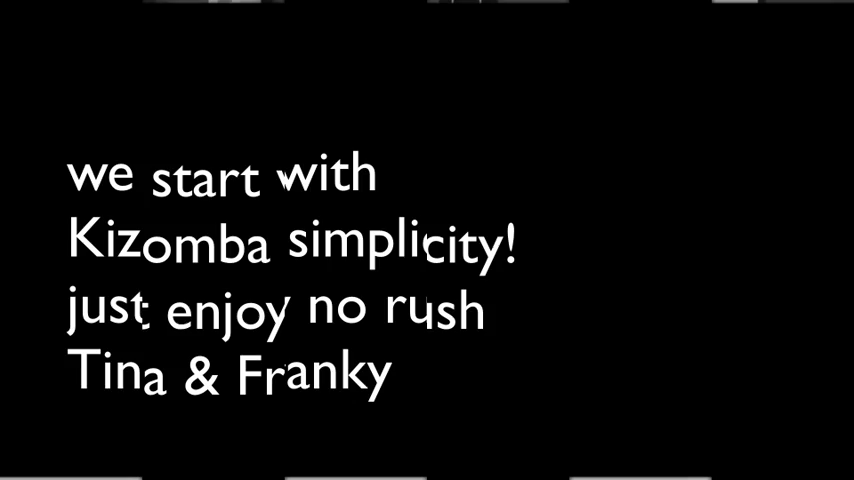 we start with
Kizomba simplicity!
just enjoy no rush
Tina & Franky